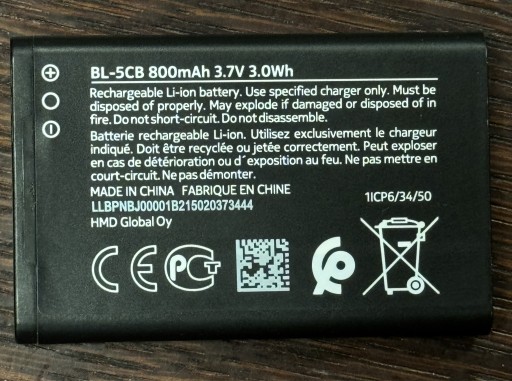 BL-5CB 800mAh 3.7V 3.0Wh
Rechargeable Li-ion battery. Use specified charger only. Must be
disposed of properly. May explode if damaged or disposed of in
fire. Do not short-circuit. Do not disassemble.
Batterie rechargeable Li-ion. Utilisez exclusivement le chargeur
indiqué. Doit être recyclée ou jetée correctement. Peut exploser
en cas de détérioration ou d´exposition au feu. Ne pas mettre en
court-circuit. Ne pas démonter.
MADE IN CHINA FABRIQUE EN CHINE
LLBPNBJ00001B215020373444
1ICP6/34/50
HMD Global Oy
CE PCT